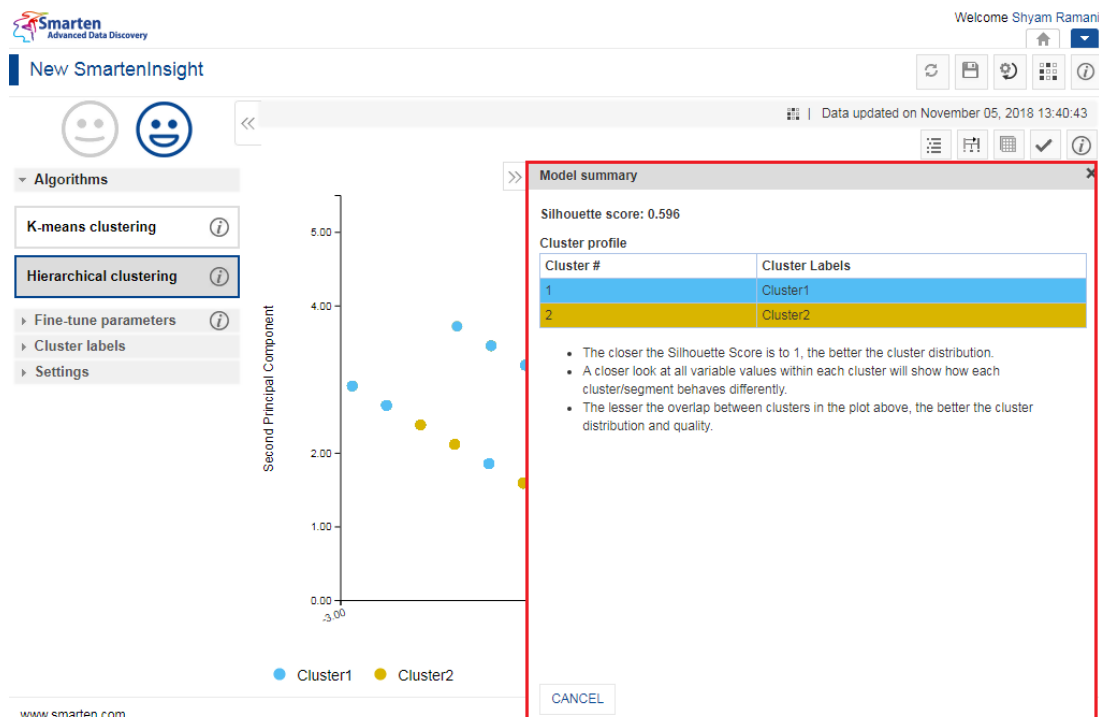 Smarten
Advanced Data Discovery
Welcome Shyam Ramani
New SmartenInsight
| Data updated on November 05, 2018 13:40:43
Algorithms
K-means clustering
Hierarchical clustering
Fine-tune parameters
Cluster labels
Settings
Second Principal Component
5.00
4.00
2.00
1.00
0.00
-3.00
Cluster1 Cluster2
Model summary
Silhouette score: 0.596
Cluster profile
Cluster # Cluster Labels
1 Cluster1
2 Cluster2
• The closer the Silhouette Score is to 1, the better the cluster distribution.
• A closer look at all variable values within each cluster will show how each
cluster/segment behaves differently.
• The lesser the overlap between clusters in the plot above, the better the cluster
distribution and quality.
CANCEL
www.smarten.com